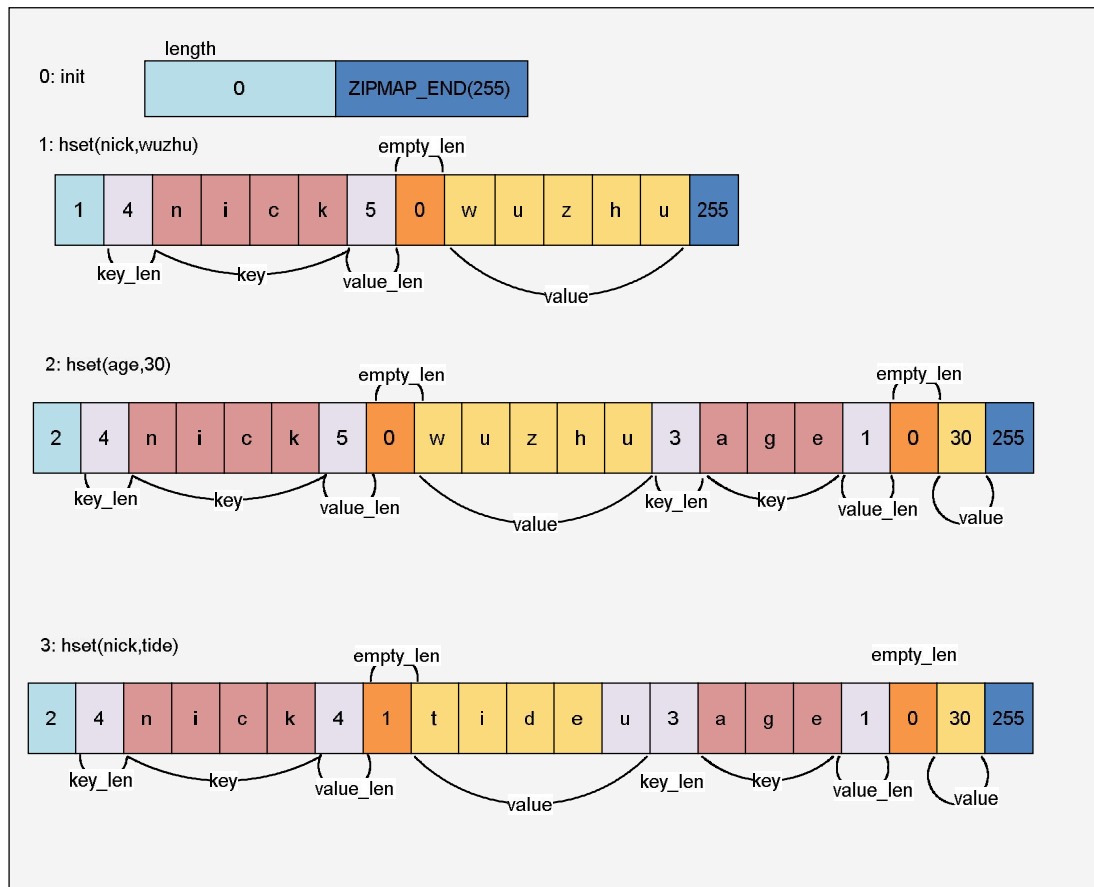 length
0: init
0 ZIPMAP_END(255)
1: hset(nick,wuzhu)
empty_len
1 4 n i c k 5 0 w u z h u 255
key_len key value_len value
2: hset(age,30)
empty_len empty_len
2 4 n i c k 5 0 w u z h u 3 a g e 1 0 30 255
key_len key value_len value key_len key value_len value
3: hset(nick,tide)
empty_len empty_len
2 4 n i c k 4 1 t i d e u 3 a g e 1 0 30 255
key_len key value_len value key_len key value_len value